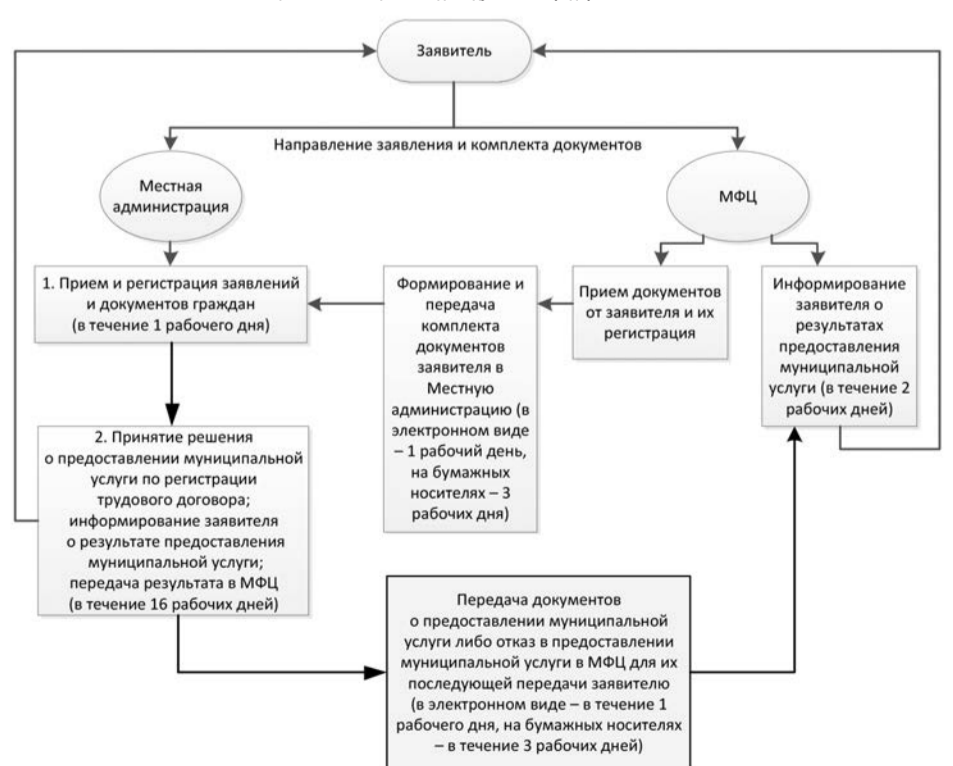 Заявитель
Направление заявления и комплекта документов
Местная
администрация
МФЦ
1. Прием и регистрация заявлений
и документов граждан
(в течение 1 рабочего дня)
Формирование и
передача
комплекта
документов
заявителя в
Местную
администрацию (в
электронном виде
– 1 рабочий день,
на бумажных
носителях – 3
рабочих дня)
Прием документов
от заявителя и их
регистрация
Информирование
заявителя о
результатах
предоставления
муниципальной
услуги (в течение 2
рабочих дней)
2. Принятие решения
о предоставлении муниципальной
услуги по регистрации
трудового договора;
информирование заявителя
о результате предоставления
муниципальной услуги;
передача результата в МФЦ
(в течение 16 рабочих дней)
Передача документов
о предоставлении муниципальной
услуги либо отказ в предоставлении
муниципальной услуги в МФЦ для их
последующей передачи заявителю
(в электронном виде – в течение 1
рабочего дня, на бумажных носителях
– в течение 3 рабочих дней)